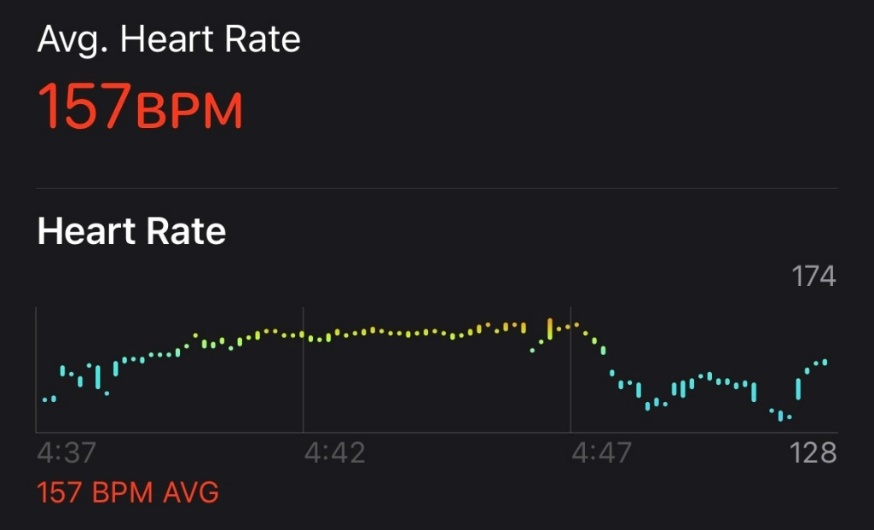 Avg. Heart Rate
157BPM
Heart Rate
174
4:37 4:42 4:47 128
157 BPM AVG